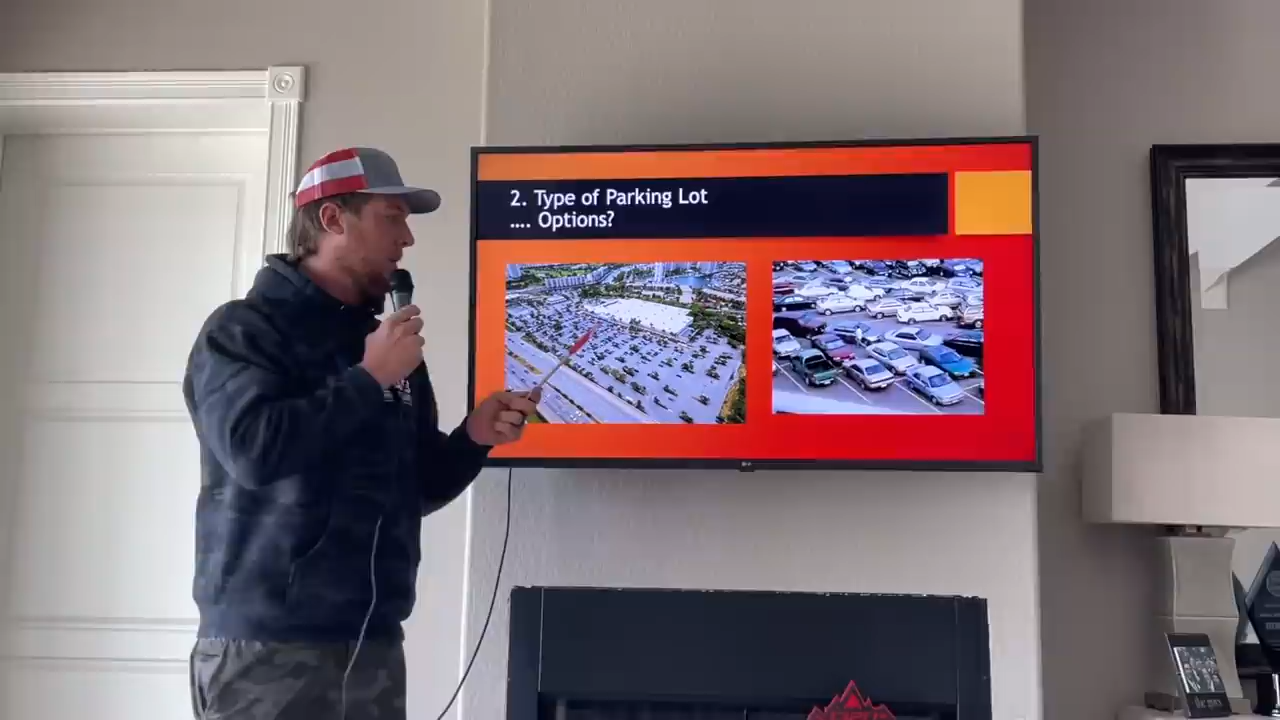 2. Type of Parking Lot
.... Options?